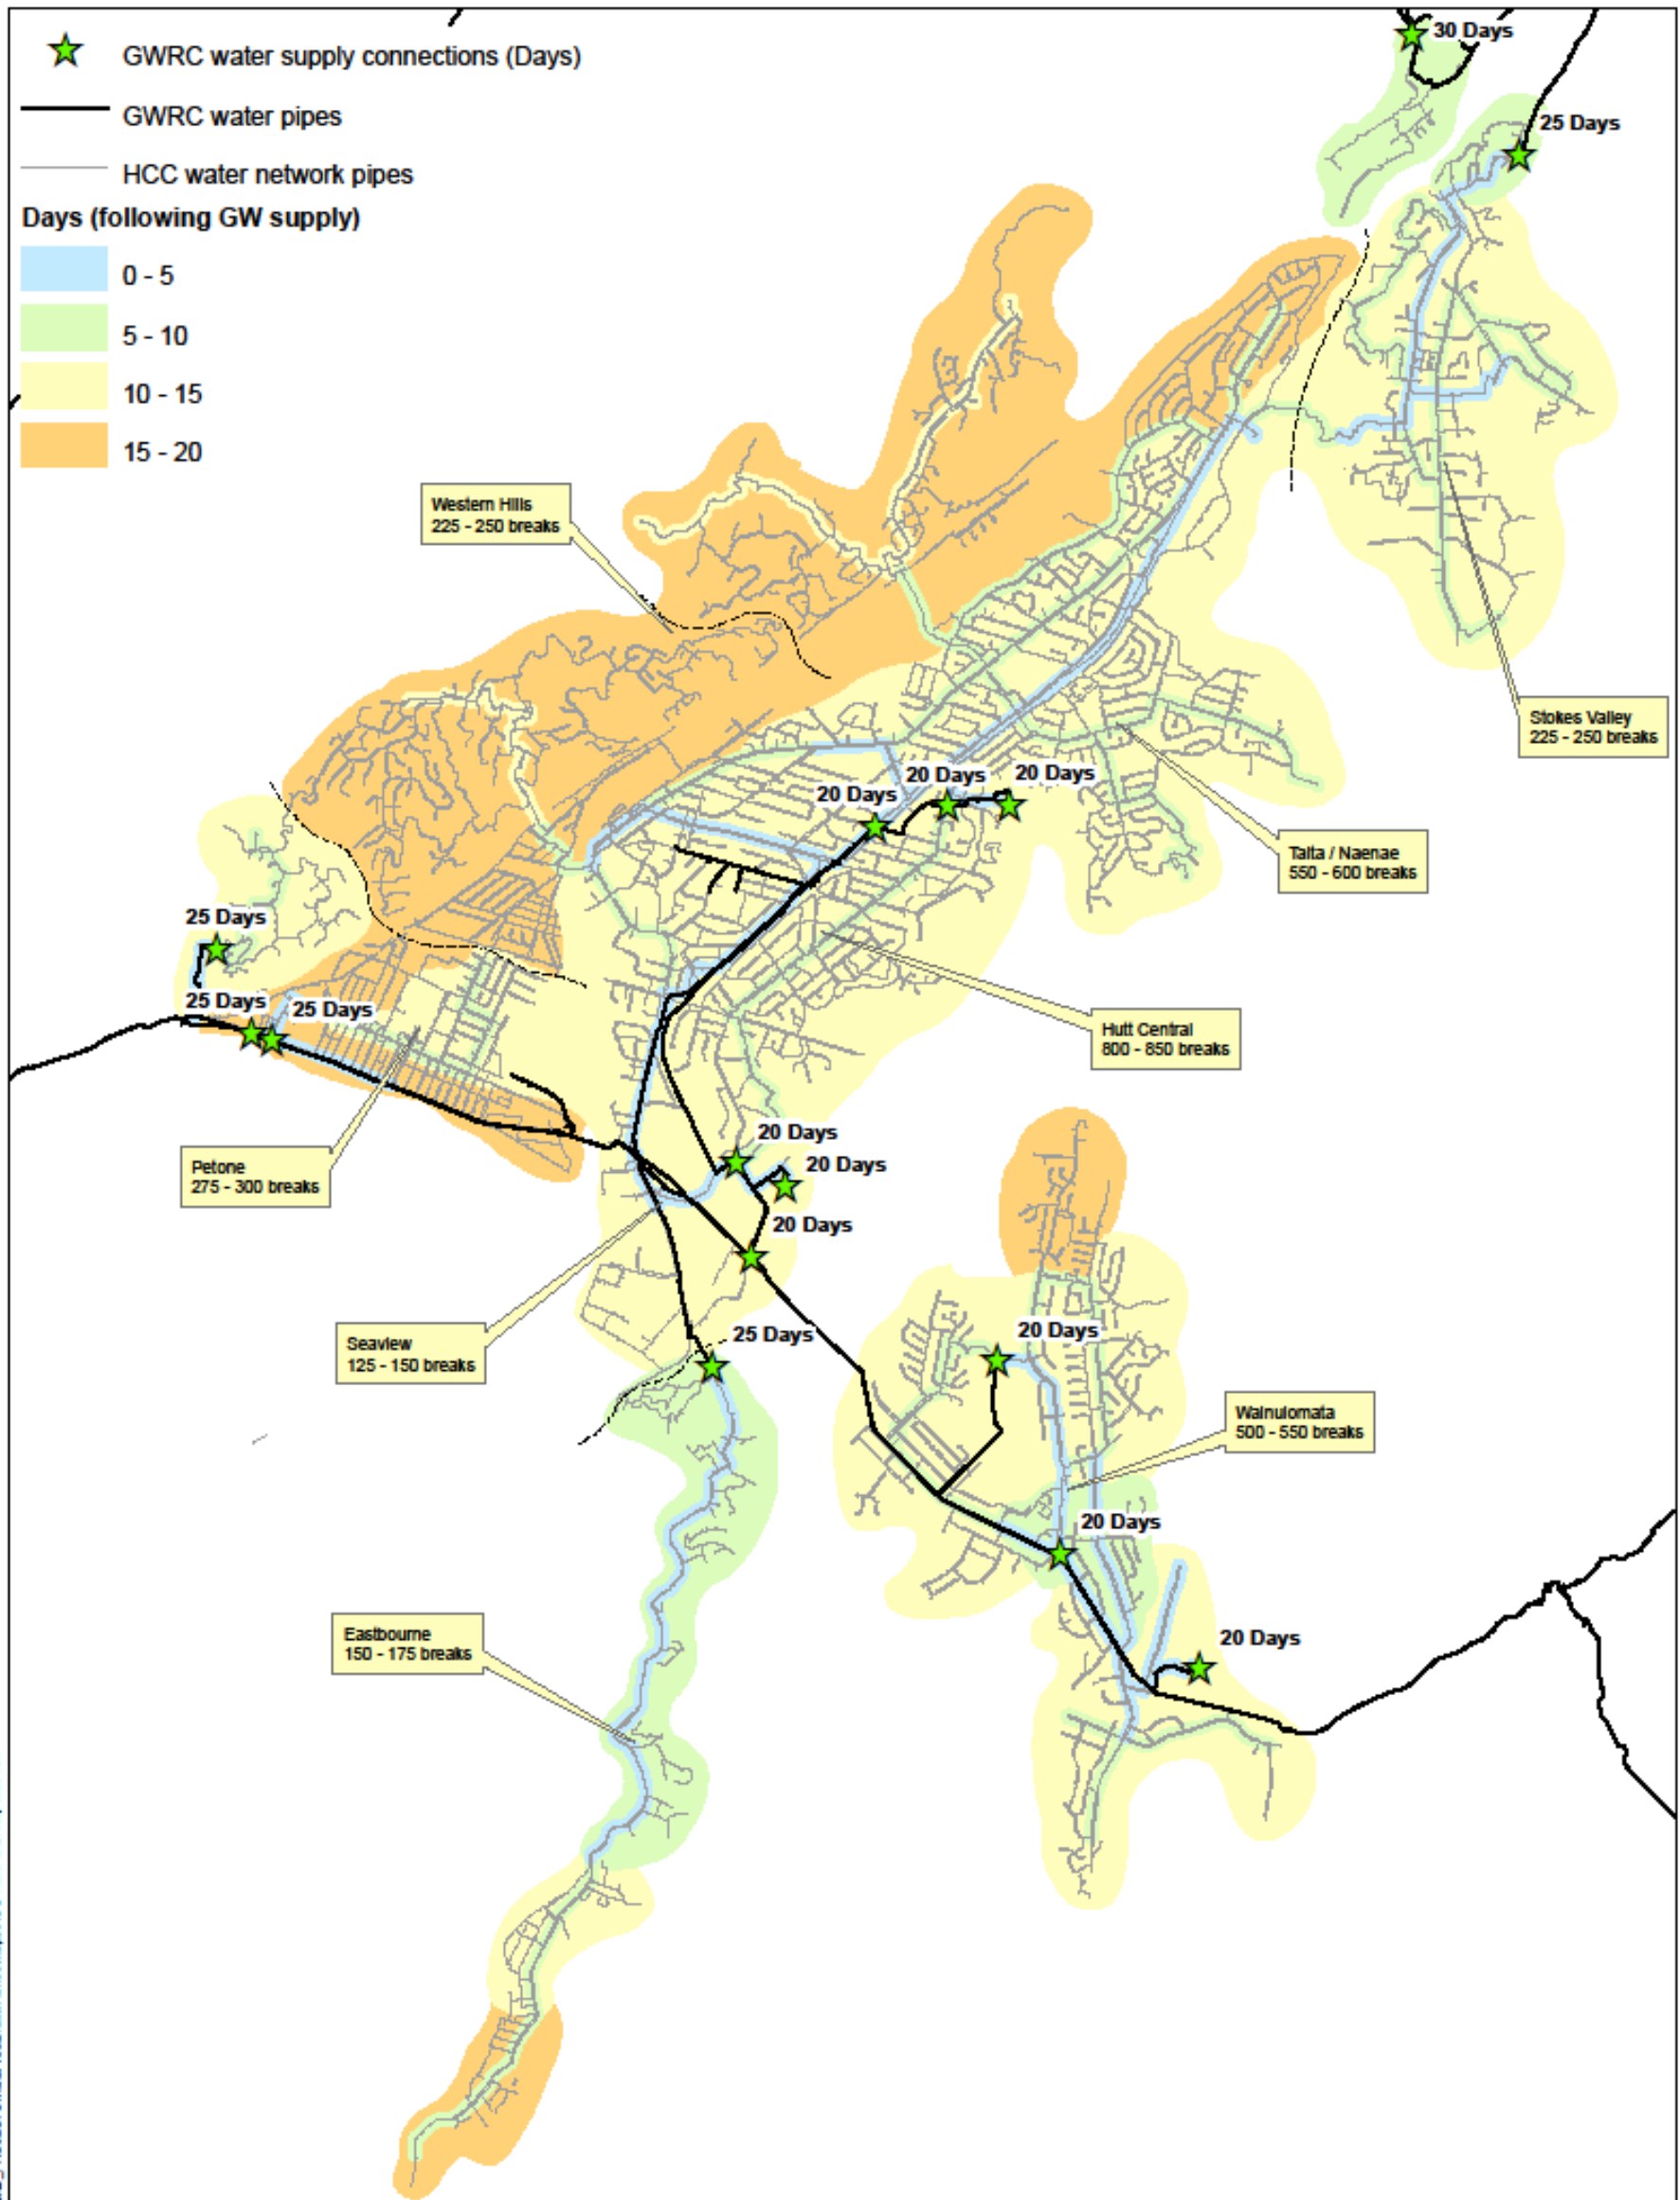 GWRC water supply connections (Days)
GWRC water pipes
HCC water network pipes
Days (following GW supply)
0 - 5
5 - 10
10 - 15
15 - 20
30 Days
25 Days
Western Hills
225 - 250 breaks
Stokes Valley
225 - 250 breaks
20 Days
20 Days
20 Days
Taita / Naenae
550 - 600 breaks
25 Days
25 Days
25 Days
Hutt Central
800 - 850 breaks
Petone
275 - 300 breaks
20 Days
20 Days
20 Days
Seaview
125 - 150 breaks
25 Days
20 Days
Wainuiomata
500 - 550 breaks
20 Days
Eastbourne
150 - 175 breaks
20 Days